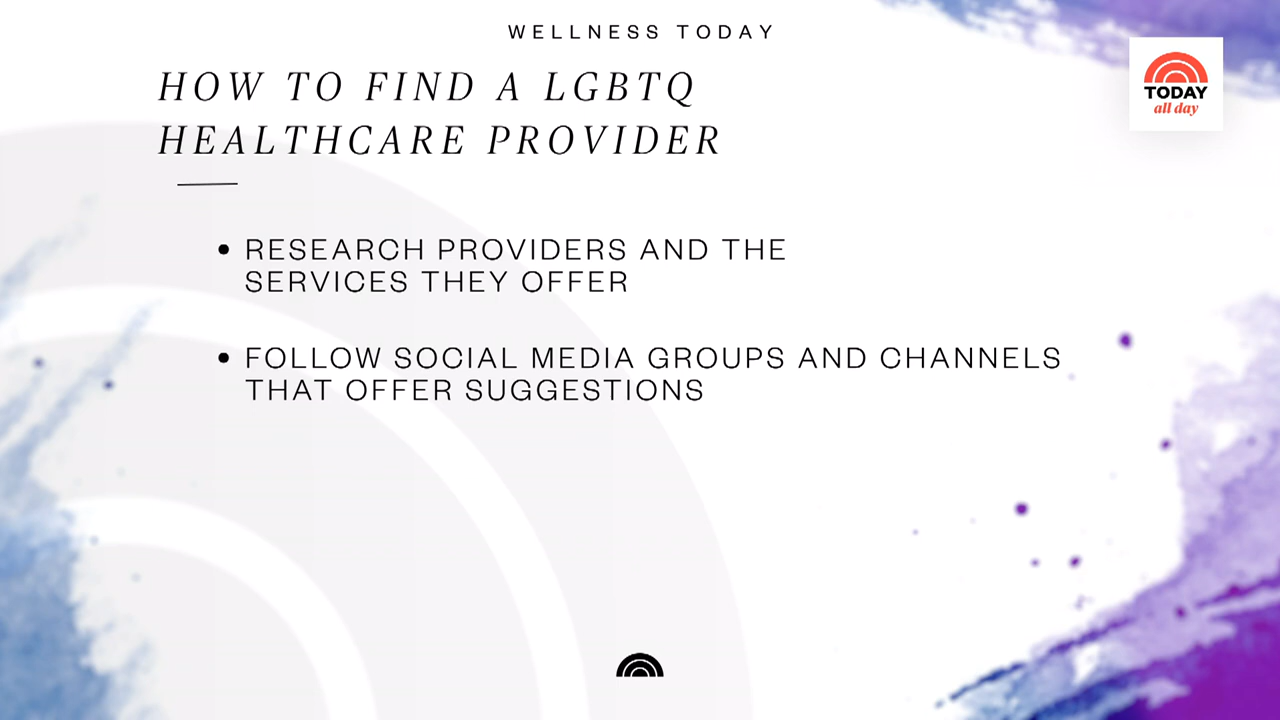 WELLNESS TODAY
HOW TO FIND A LGBTQ
HEALTHCARE PROVIDER
TODAY
all day
• RESEARCH PROVIDERS AND THE
SERVICES THEY OFFER
• FOLLOW SOCIAL MEDIA GROUPS AND CHANNELS
THAT OFFER SUGGESTIONS